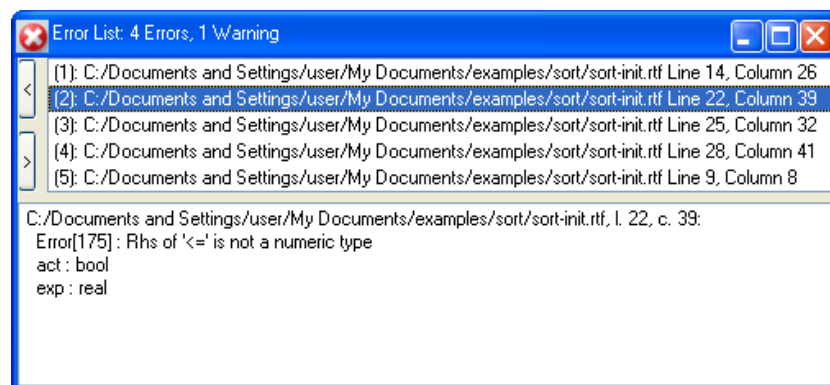 Error List: 4 Errors, 1 Warning
(1): C:/Documents and Settings/user/My Documents/examples/sort/sort-init.rtf Line 14, Column 26
(2): C:/Documents and Settings/user/My Documents/examples/sort/sort-init.rtf Line 22, Column 39
(3): C:/Documents and Settings/user/My Documents/examples/sort/sort-init.rtf Line 25, Column 32
(4): C:/Documents and Settings/user/My Documents/examples/sort/sort-init.rtf Line 28, Column 41
(5): C:/Documents and Settings/user/My Documents/examples/sort/sort-init.rtf Line 9, Column 8
<
>
C:/Documents and Settings/user/My Documents/examples/sort/sort-init.rtf, l. 22, c. 39:
Error[175] : Rhs of '<=' is not a numeric type
act : bool
exp : real